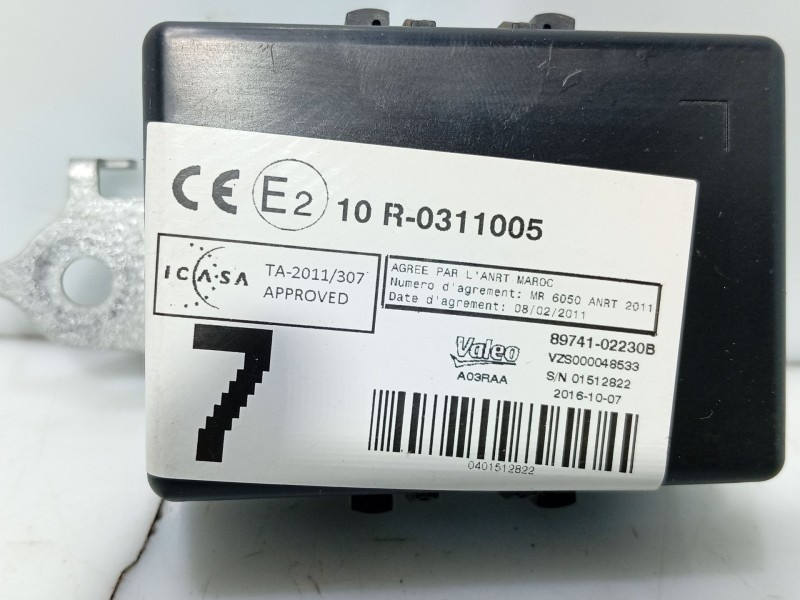 CE E2 10 R-0311005
ICASA TA-2011/307
APPROVED
AGREE PAR L'ANRT MAROC
Numero d'agrement: MR 6050 ANRT 2011
Date d'agrement: 08/02/2011
7
Valeo
A03RAA
89741-02230B
VZS000048533
S/N 01512822
2016-10-07
0401512822